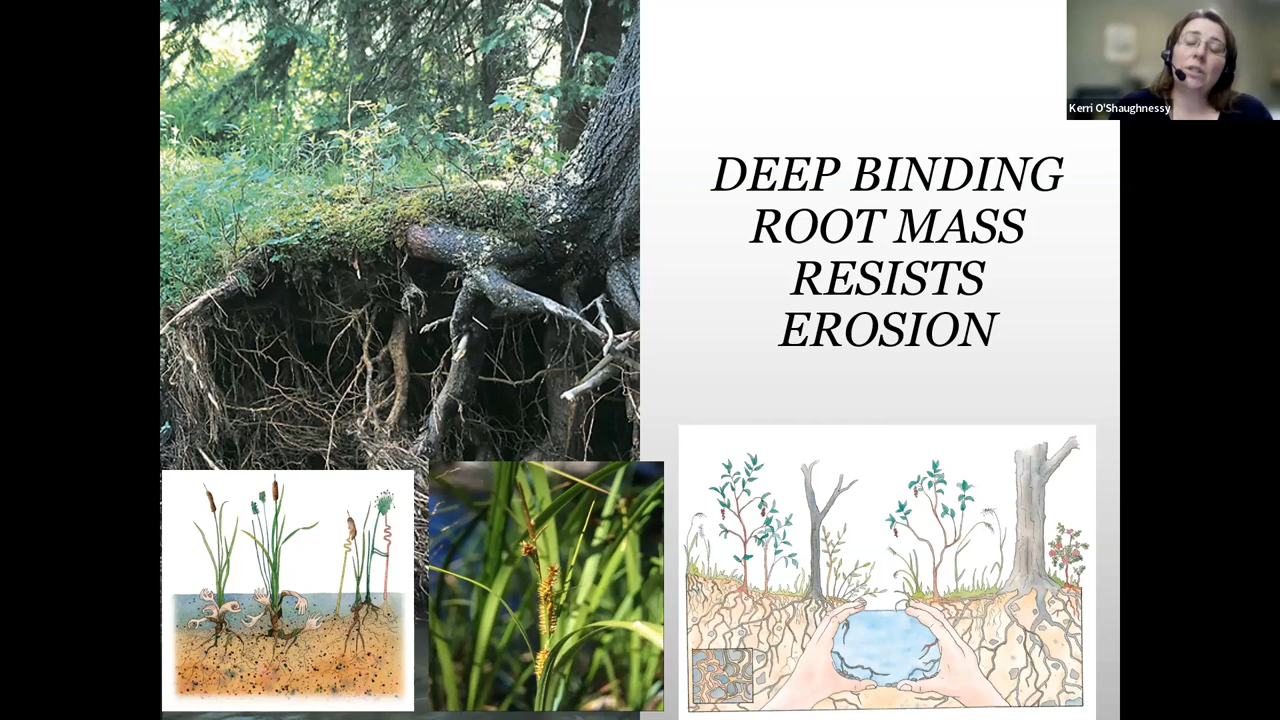 Kerri O'Shaughnessy
DEEP BINDING
ROOT MASS
RESISTS
EROSION